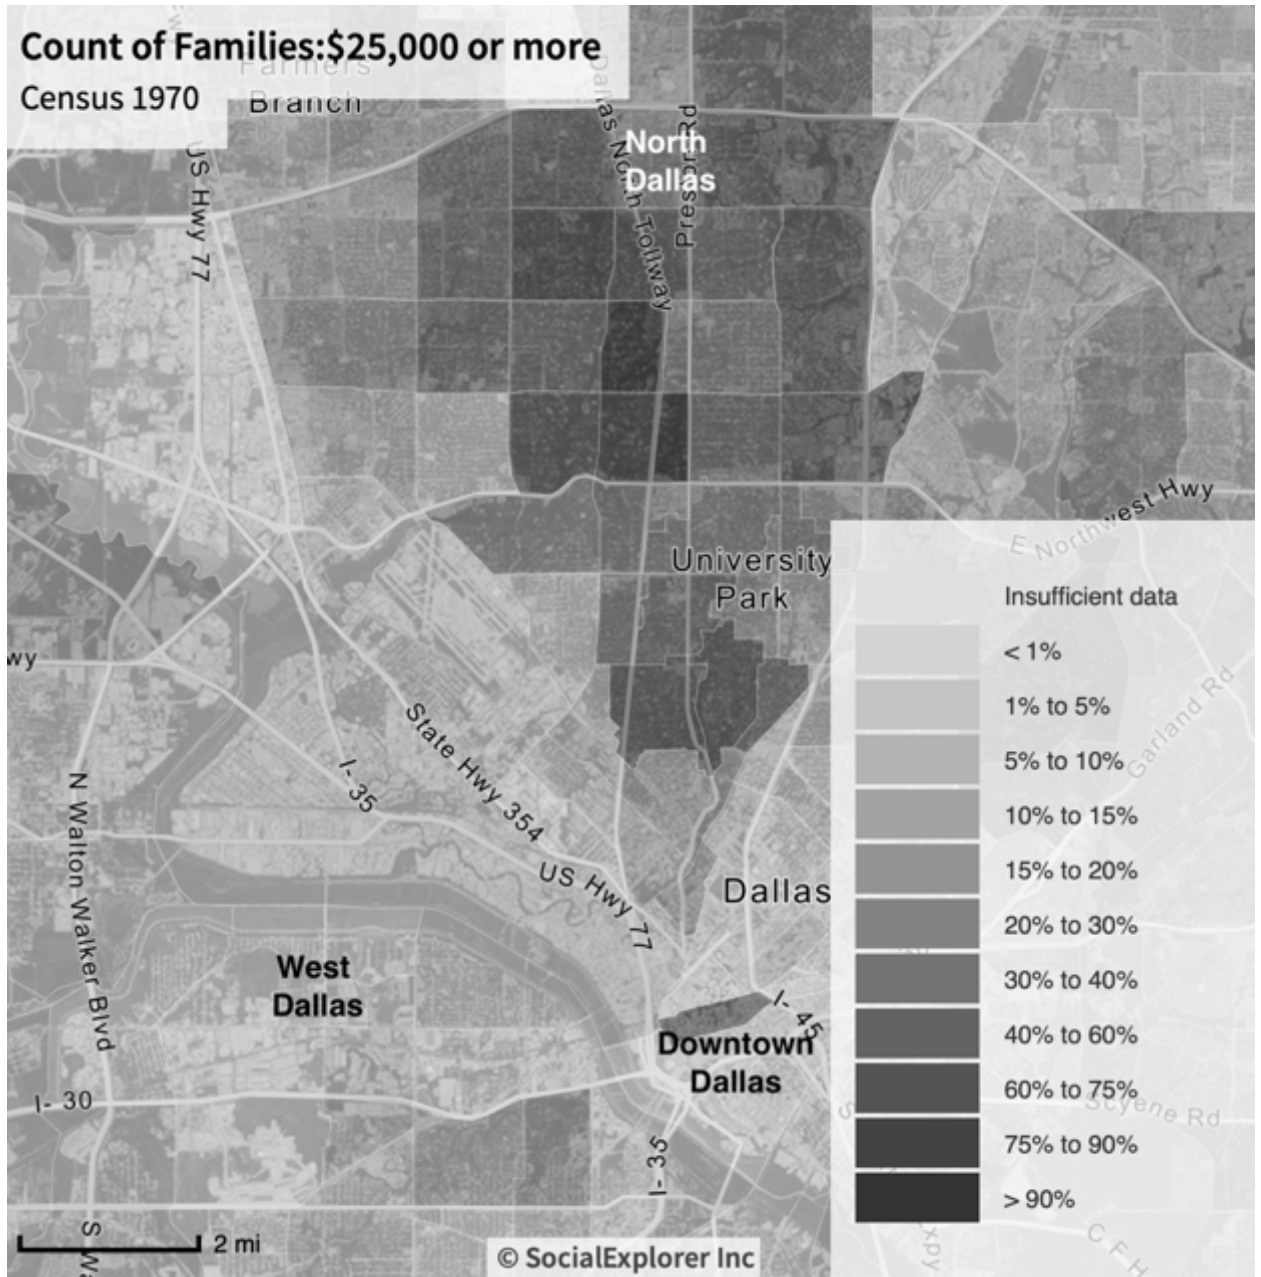 Count of Families:$25,000 or more
Census 1970
Farmers
Branch
US Hwy 77
Dallas North Tollway
Preston Rd
North
Dallas
E Northwest Hwy
University
Park
wy
State Hwy 354
I- 35
N Walton Walker Blvd
US Hwy 77
Dallas
Garland Rd
West
Dallas
I- 45
Downtown
Dallas
I- 30
I- 35
Scyene Rd
S Wa
2 mi
© SocialExplorer Inc
xpy
C F H
Insufficient data
< 1%
1% to 5%
5% to 10%
10% to 15%
15% to 20%
20% to 30%
30% to 40%
40% to 60%
60% to 75%
75% to 90%
> 90%